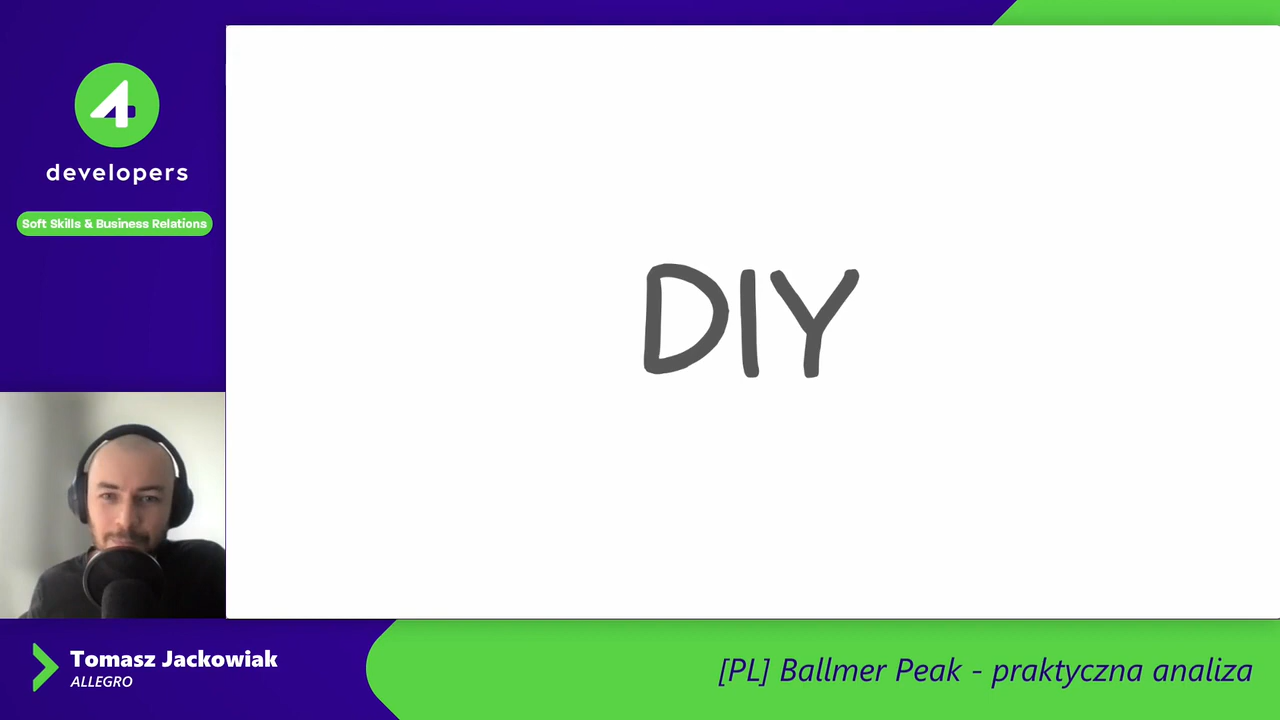 4
developers
Soft Skills & Business Relations
DIY
Tomasz Jackowiak
ALLEGRO
[PL] Ballmer Peak - praktyczna analiza